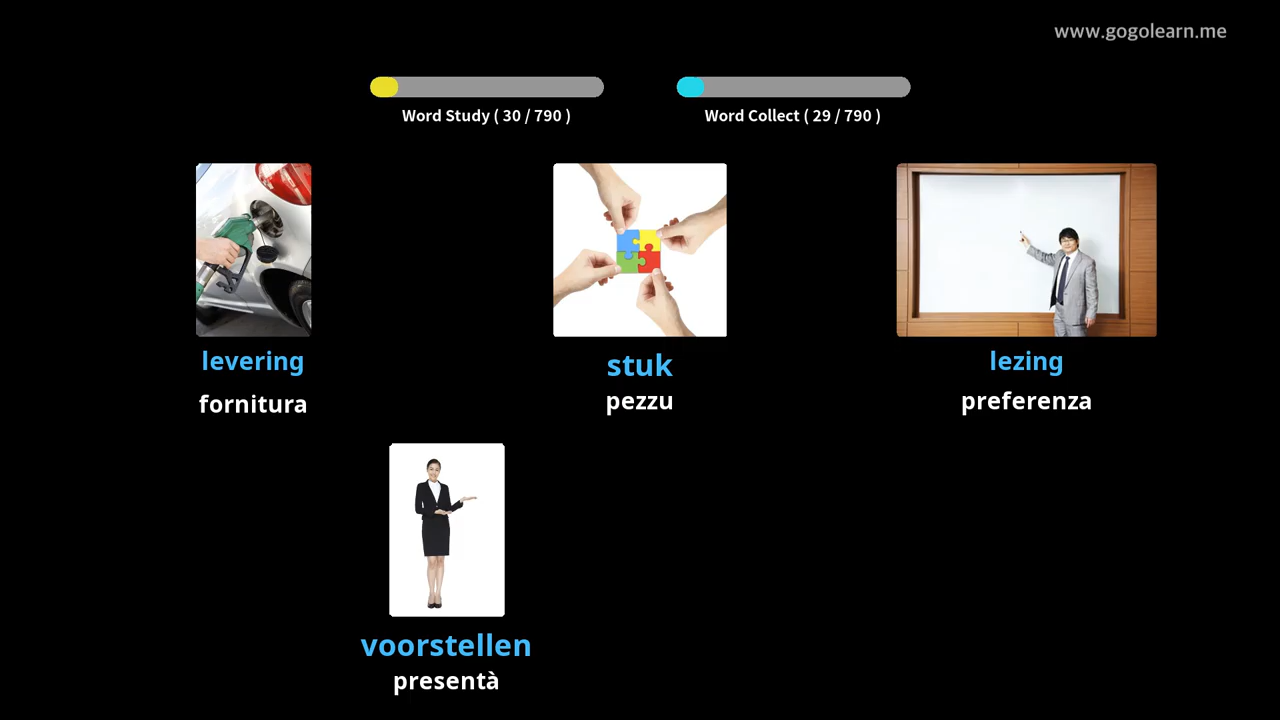 www.gogolearn.me
Word Study ( 30 / 790 )
Word Collect ( 29 / 790 )
levering
fornitura
stuk
pezzu
lezing
preferenza
voorstellen
presentà